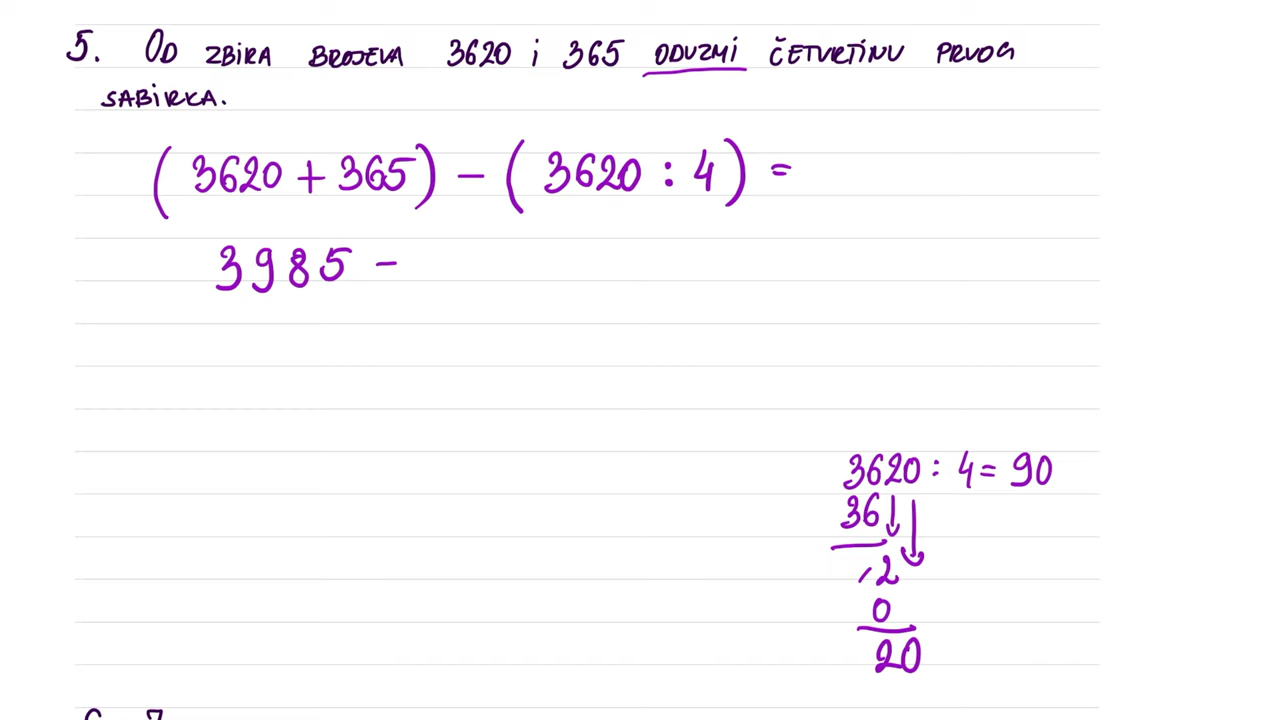 5. OD ZBIRA BROJEVA 3620 i 365 ODUZMI ČETVRTINU PRVOG
SABIRKA.
( 3620 + 365 ) - ( 3620 : 4 ) =
3985 -
3620 : 4 = 90
36
2
0
20